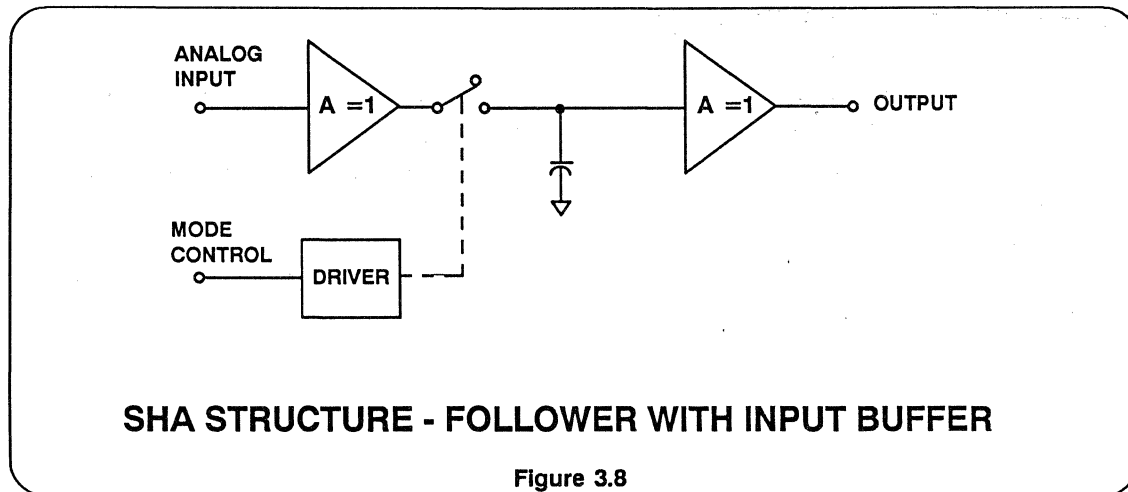 ANALOG
INPUT
A =1
A =1
OUTPUT
MODE
CONTROL
DRIVER
SHA STRUCTURE - FOLLOWER WITH INPUT BUFFER
Figure 3.8